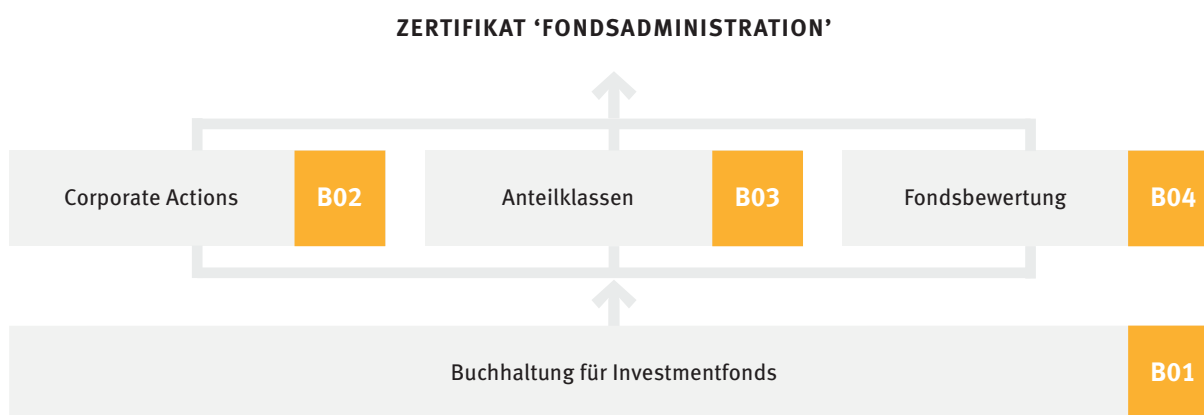 ZERTIFIKAT ‘FONDSADMINISTRATION’
Corporate Actions B02
Anteilklassen B03
Fondsbewertung B04
Buchhaltung für Investmentfonds B01